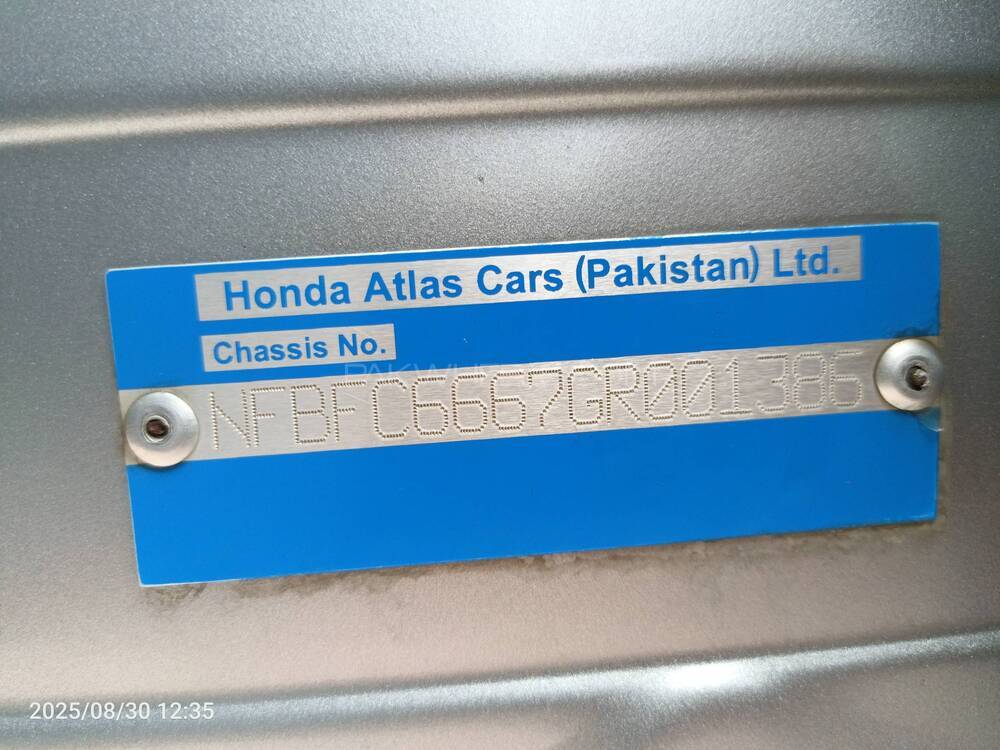 Honda Atlas Cars (Pakistan) Ltd.
Chassis No.
NFBFC6667GR001386
2025/08/30 12:35